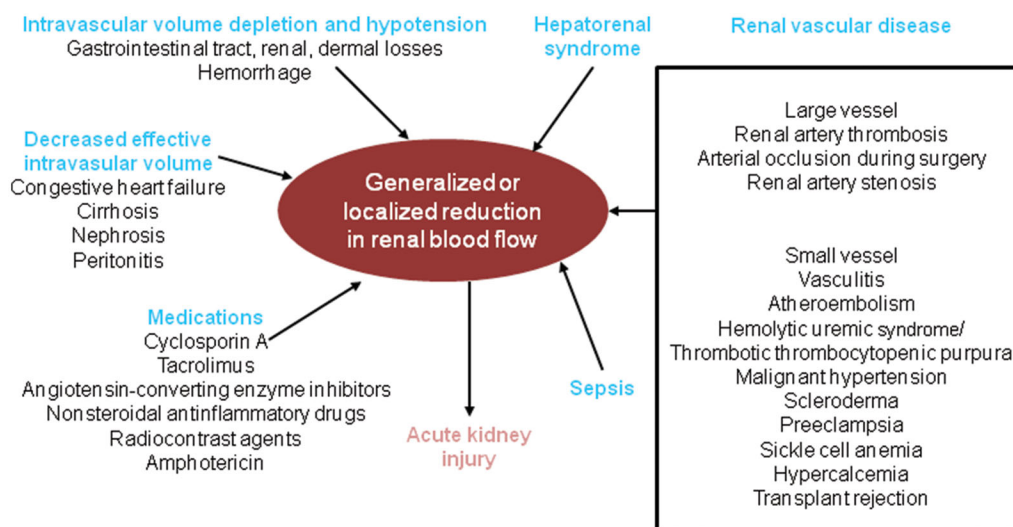 Intravascular volume depletion and hypotension
Gastrointestinal tract, renal, dermal losses
Hemorrhage
Hepatorenal
syndrome
Renal vascular disease
Decreased effective
intravasular volume
Congestive heart failure
Cirrhosis
Nephrosis
Peritonitis
Generalized or
localized reduction
in renal blood flow
Large vessel
Renal artery thrombosis
Arterial occlusion during surgery
Renal artery stenosis
Small vessel
Vasculitis
Atheroembolism
Hemolytic uremic syndrome/
Thrombotic thrombocytopenic purpura
Malignant hypertension
Scleroderma
Preeclampsia
Sickle cell anemia
Hypercalcemia
Transplant rejection
Medications
Cyclosporin A
Tacrolimus
Angiotensin-converting enzyme inhibitors
Nonsteroidal antinflammatory drugs
Radiocontrast agents
Amphotericin
Acute kidney
injury
Sepsis